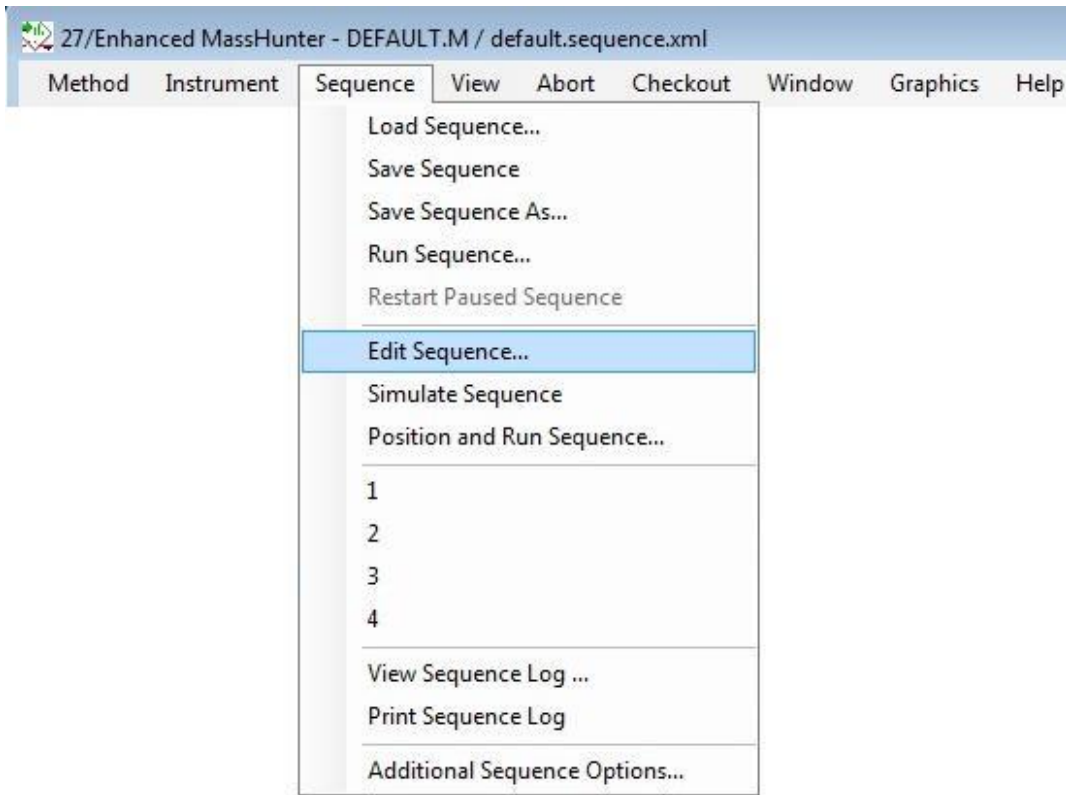 27/Enhanced MassHunter - DEFAULT.M / default.sequence.xml
Method Instrument Sequence View Abort Checkout Window Graphics Help
Load Sequence...
Save Sequence
Save Sequence As...
Run Sequence...
Restart Paused Sequence
Edit Sequence...
Simulate Sequence
Position and Run Sequence...
1
2
3
4
View Sequence Log ...
Print Sequence Log
Additional Sequence Options...